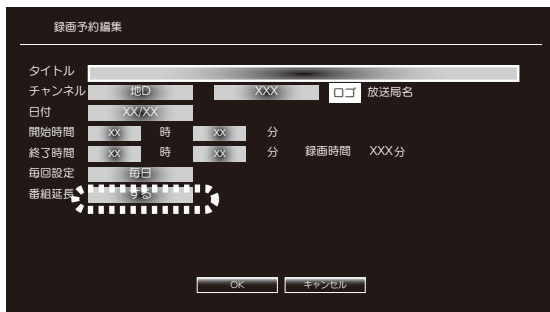 録画予約編集
タイトル
チャンネル 地D XXX ロゴ 放送局名
日付 XX/XX
開始時間 xx 時 xx 分
終了時間 xx 時 xx 分 録画時間 XXX分
毎回設定 毎日
番組延長 する
OK キャンセル